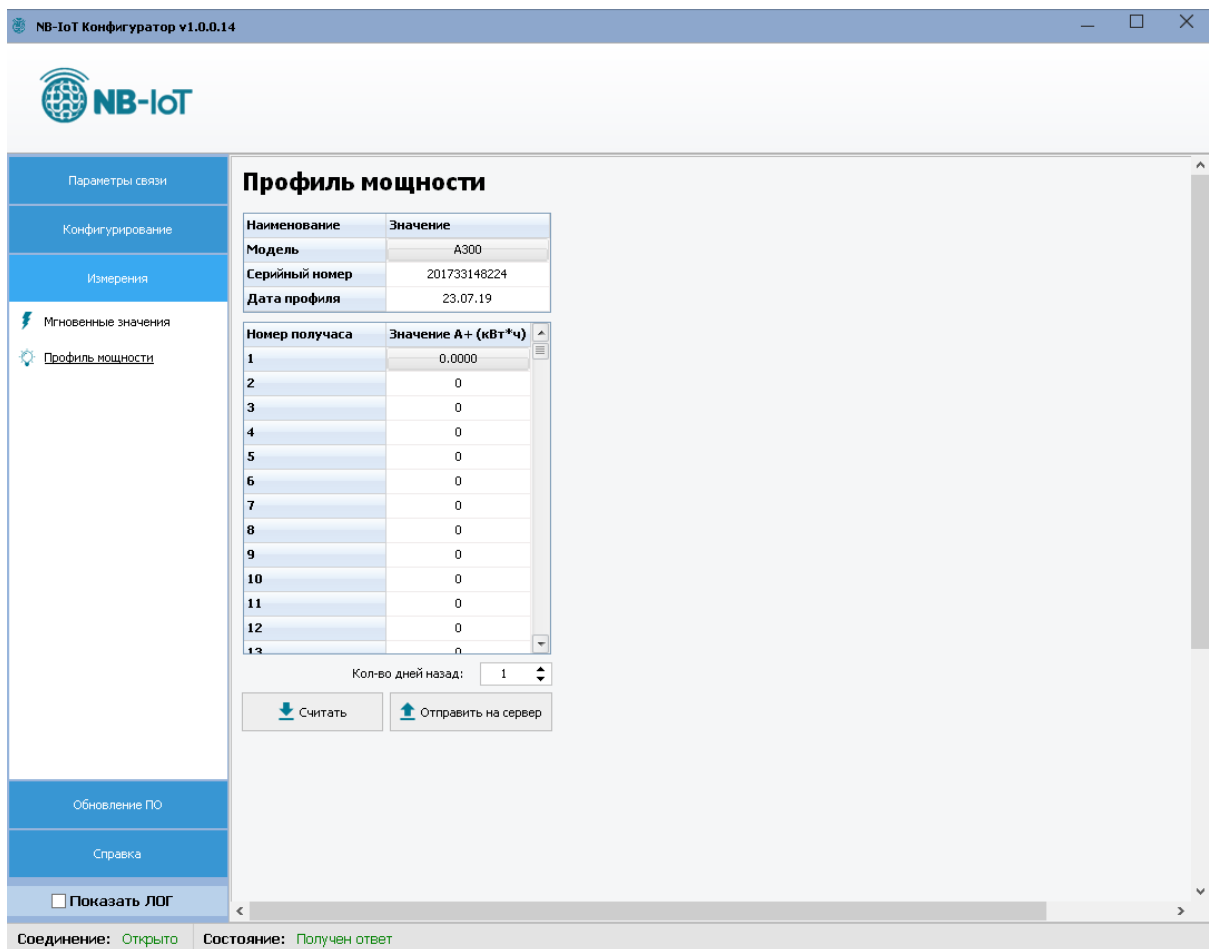 NB-IoT Конфигуратор v1.0.0.14
NB-IoT
Параметры связи
Конфигурирование
Измерения
Мгновенные значения
Профиль мощности
Обновление ПО
Справка
Показать ЛОГ
Профиль мощности
Наименование Значение
Модель A300
Серийный номер 201733148224
Дата профиля 23.07.19
Номер получаса Значение А+ (кВт*ч)
1 0.0000
2 0
3 0
4 0
5 0
6 0
7 0
8 0
9 0
10 0
11 0
12 0
13 0
Кол-во дней назад: 1
Считать Отправить на сервер
Соединение: Открыто Состояние: Получен ответ